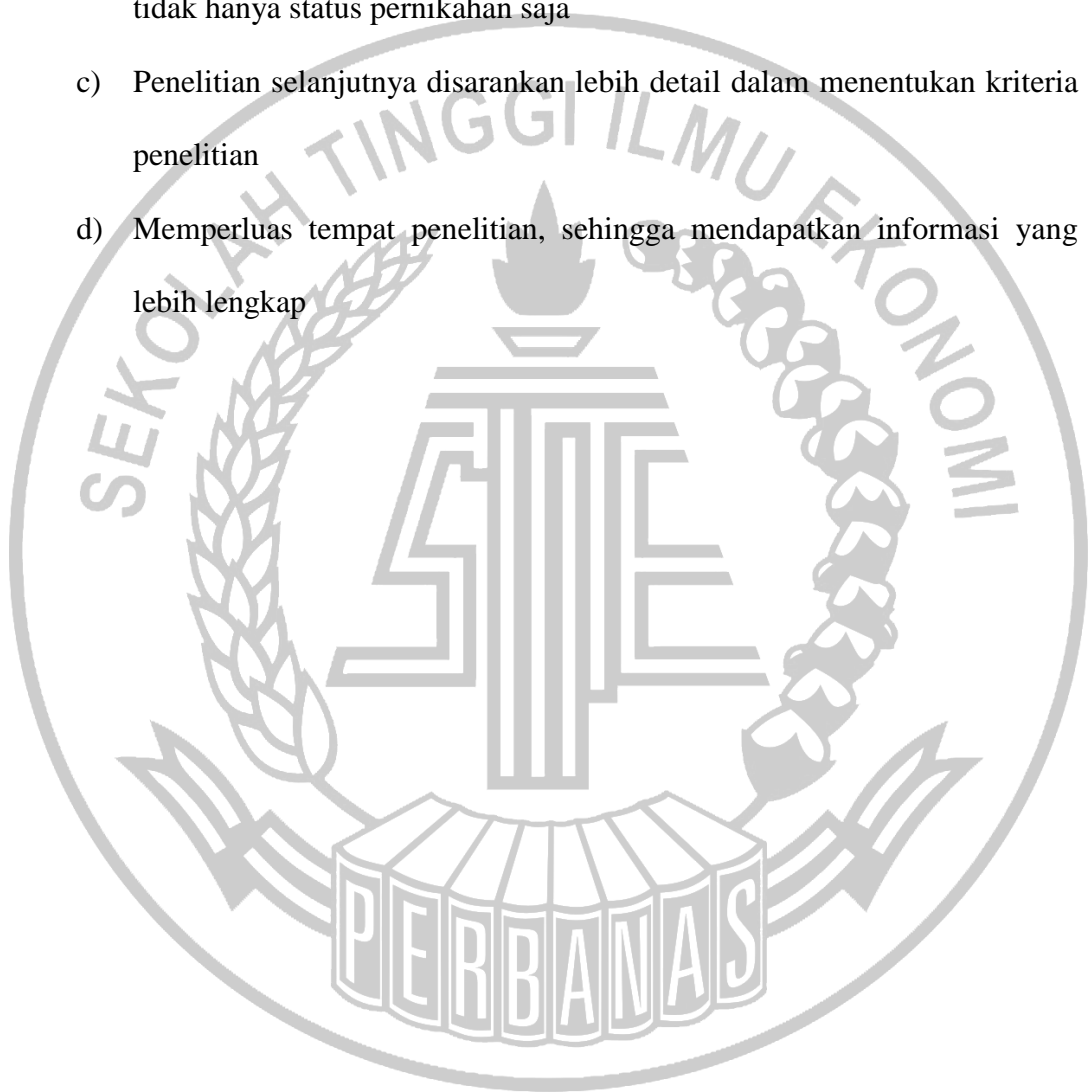 tidak hanya status pernikahan saja
c) Penelitian selanjutnya disarankan lebih detail dalam menentukan kriteria
penelitian
d) Memperluas tempat penelitian, sehingga mendapatkan informasi yang
lebih lengkap
SEKOLAH TINGGI ILMU EKONOMI
STIE
PERBANAS